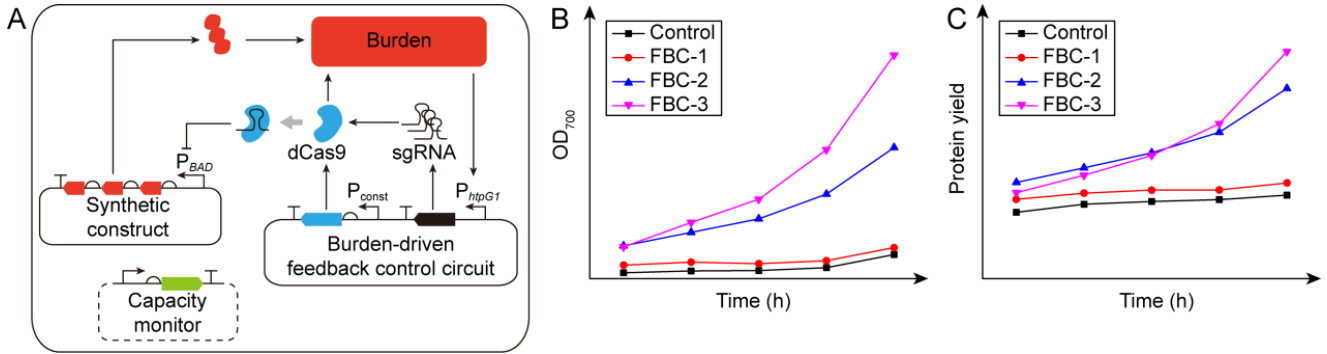 A
Burden
dCas9
sgRNA
P_BAD
Synthetic
construct
P_const
P_htpG1
Burden-driven
feedback control circuit
Capacity
monitor
B
OD_700
Control
FBC-1
FBC-2
FBC-3
Time (h)
C
Protein yield
Control
FBC-1
FBC-2
FBC-3
Time (h)